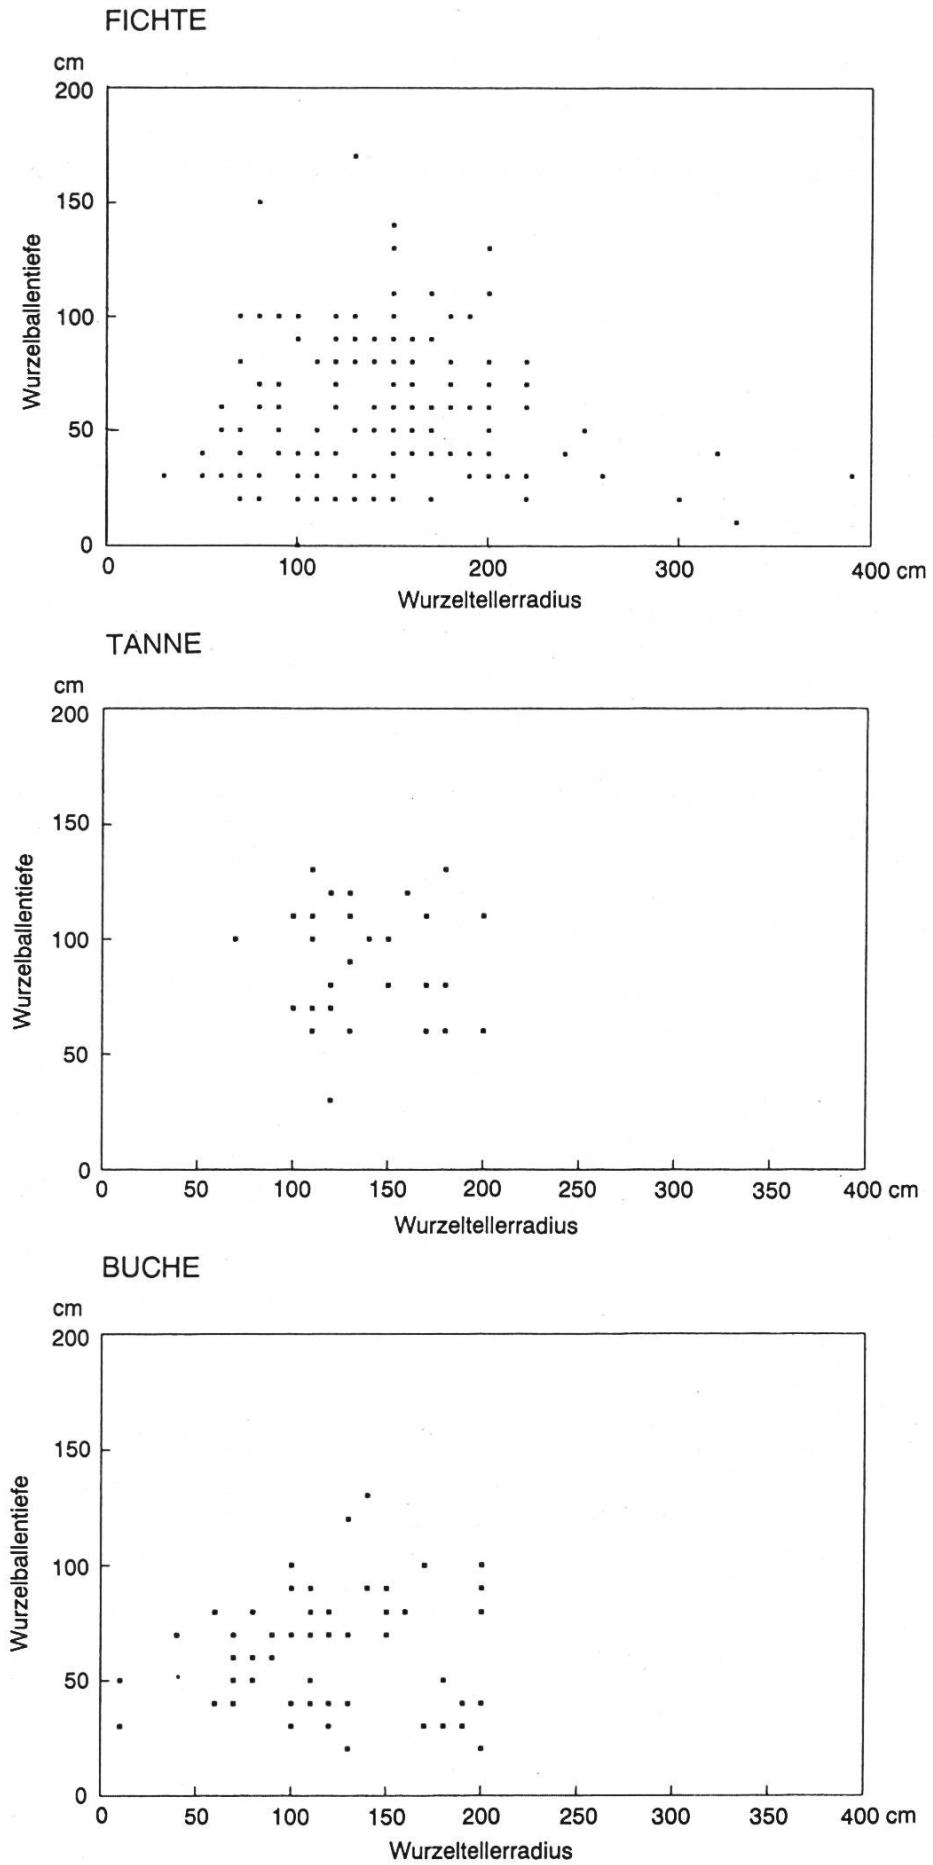 FICHTE
cm
200
150
100
50
0
Wurzelballentiefe
0 100 200 300 400 cm
Wurzeltellerradius
TANNE
cm
200
150
100
50
0
Wurzelballentiefe
0 50 100 150 200 250 300 350 400 cm
Wurzeltellerradius
BUCHE
cm
200
150
100
50
0
Wurzelballentiefe
0 50 100 150 200 250 300 350 400 cm
Wurzeltellerradius